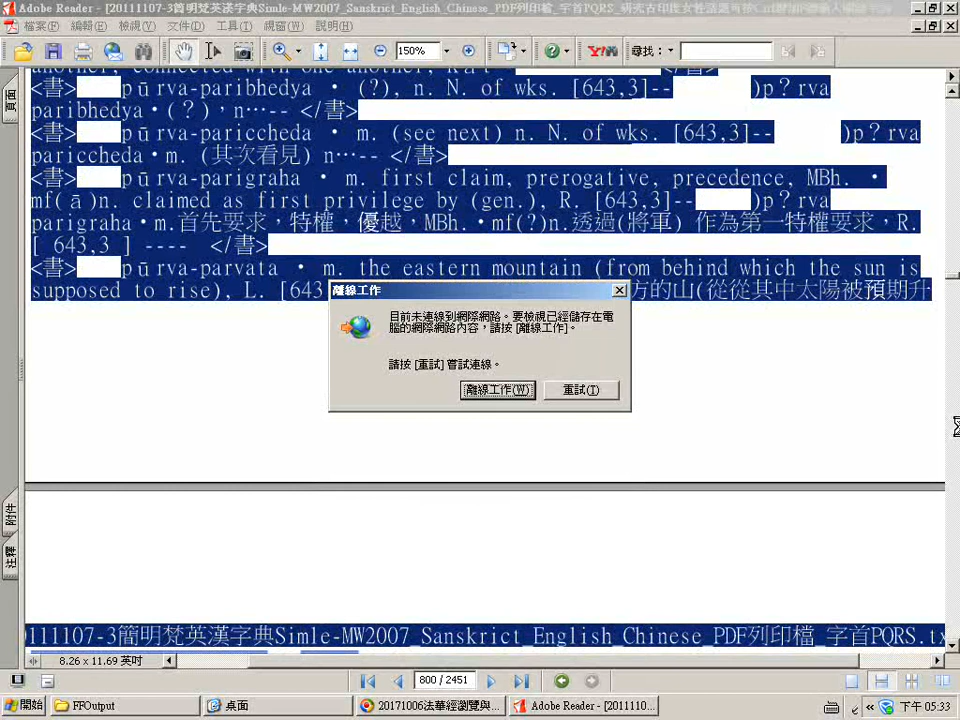 Adobe Reader - [20111107-3簡明梵英漢字典Simle-MW2007_Sanskrict_English_Chinese_PDF列印檔_字首PQRS
檔案(F) 編輯(E) 檢視(V) 文件(D) 工具(T) 視窗(W) 說明(H)
150% 尋找：
頁面
another, connected with one another, </書>
<書> pūrva-paribhedya • (?), n. N. of wks. [643,3]-- )p？rva
paribhedya•(？), n…-- </書>
<書> pūrva-pariccheda • m. (see next) n. N. of wks. [643,3]-- )p？rva
pariccheda•m. (其次看見) n…-- </書>
<書> pūrva-parigraha • m. first claim, prerogative, precedence, MBh. •
mf(ā)n. claimed as first privilege by (gen.), R. [643,3]-- )p？rva
parigraha•m.首先要求，特權，優越，MBh.•mf(?)n.透過(將軍) 作為第一特權要求，R.
[ 643,3 ] ---- </書>
<書> pūrva-parvata • m. the eastern mountain (from behind which the sun is
supposed to rise), L. [643 方的山(從從其中太陽被預期升
離線工作
目前未連線到網際網路。要檢視已經儲存在電
腦的網際網路內容，請按 [離線工作]。
請按 [重試] 嘗試連線。
離線工作(W) 重試(T)
附件
注釋
0111107-3簡明梵英漢字典Simle-MW2007_Sanskrict_English_Chinese_PDF列印檔_字首PQRS.tx
8.26 x 11.69 英吋
800 / 2451
開始 FFOutput 桌面 20171006法華經瀏覽與... Adobe Reader - [2011110... 下午 05:33